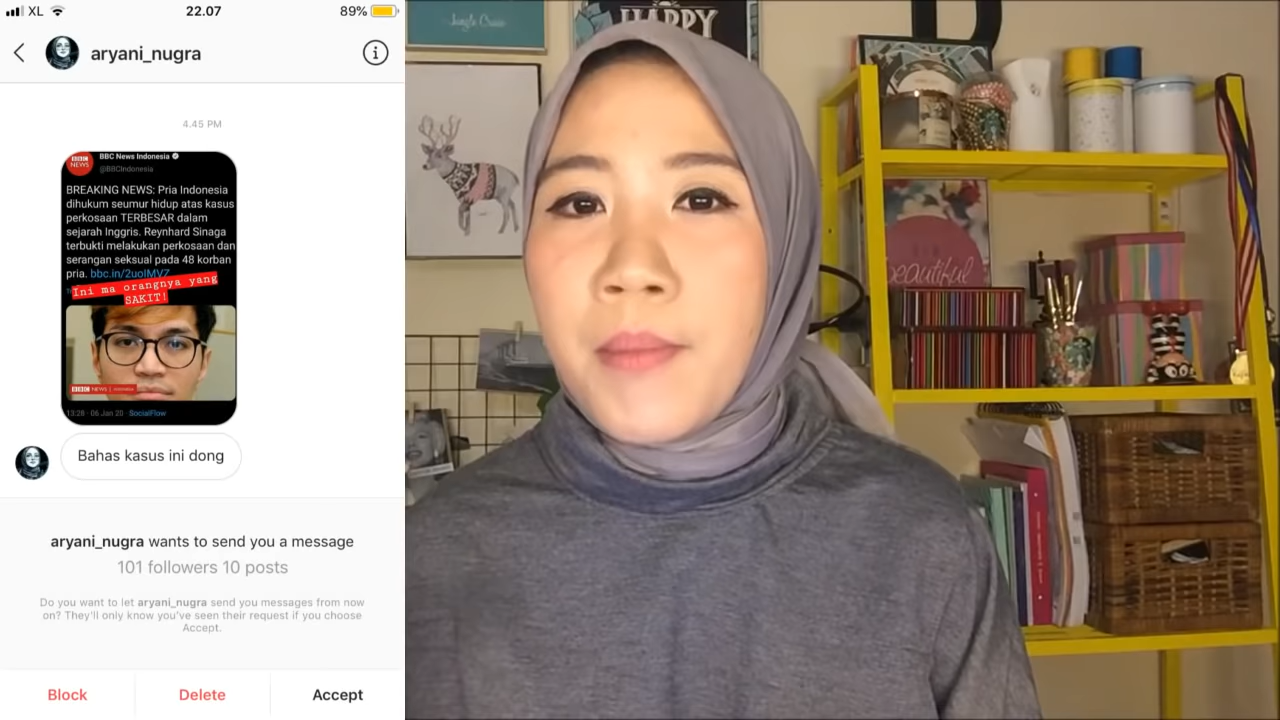 XL
22.07
89%
aryani_nugra
4.45 PM
BBC
NEWS
BBC News Indonesia
@BBCIndonesia
BREAKING NEWS: Pria Indonesia
dihukum seumur hidup atas kasus
perkosaan TERBESAR dalam
sejarah Inggris. Reynhard Sinaga
terbukti melakukan perkosaan dan
serangan seksual pada 48 korban
pria. bbc.in/2uoIMVZ
Ini ma orangnya yang
SAKIT!
BBC NEWS
13:28 · 06 Jan 20 · SocialFlow
Bahas kasus ini dong
aryani_nugra wants to send you a message
101 followers 10 posts
Do you want to let aryani_nugra send you messages from now
on? They'll only know you've seen their request if you choose
Accept.
Block
Delete
Accept
Jungle Cruise
HAPPY
beautiful